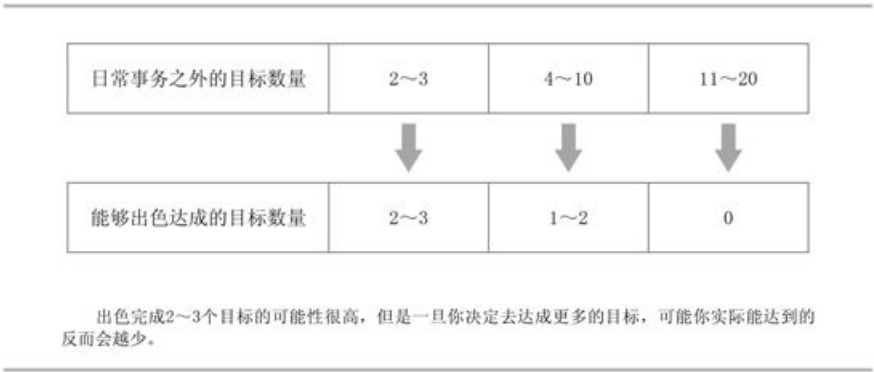 日常事务之外的目标数量 2～3 4～10 11～20
能够出色达成的目标数量 2～3 1～2 0
出色完成2～3个目标的可能性很高，但是一旦你决定去达成更多的目标，可能你实际能达到的
反而会越少。